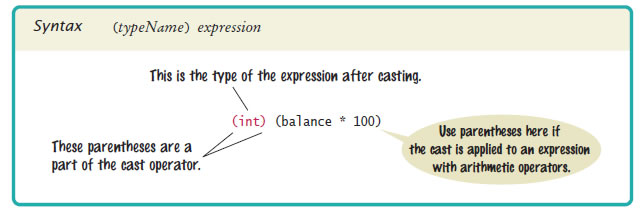 Syntax (typeName) expression
This is the type of the expression after casting.
(int) (balance * 100)
These parentheses are a
part of the cast operator.
Use parentheses here if
the cast is applied to an expression
with arithmetic operators.